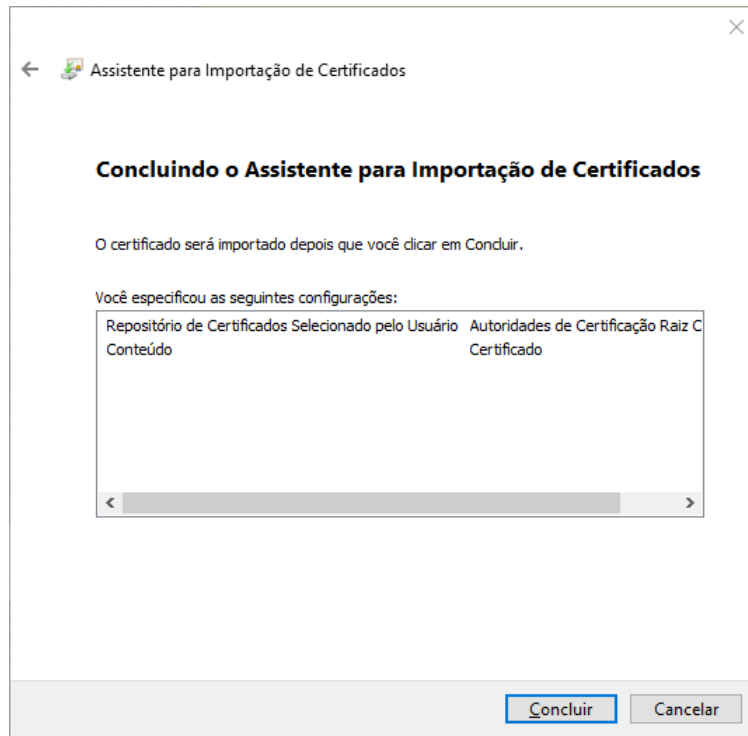 Assistente para Importação de Certificados
Concluindo o Assistente para Importação de Certificados
O certificado será importado depois que você clicar em Concluir.
Você especificou as seguintes configurações:
Repositório de Certificados Selecionado pelo Usuário Autoridades de Certificação Raiz C
Conteúdo Certificado
Concluir Cancelar